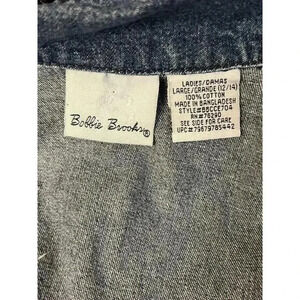 Bobbie Brooks®
LADIES/DAMAS
LARGE/GRANDE (12/14)
100% COTTON
MADE IN BANGLADESH
STYLE#BBCCE704
RN#76290
SEE SIDE FOR CARE
UPC#79679785442